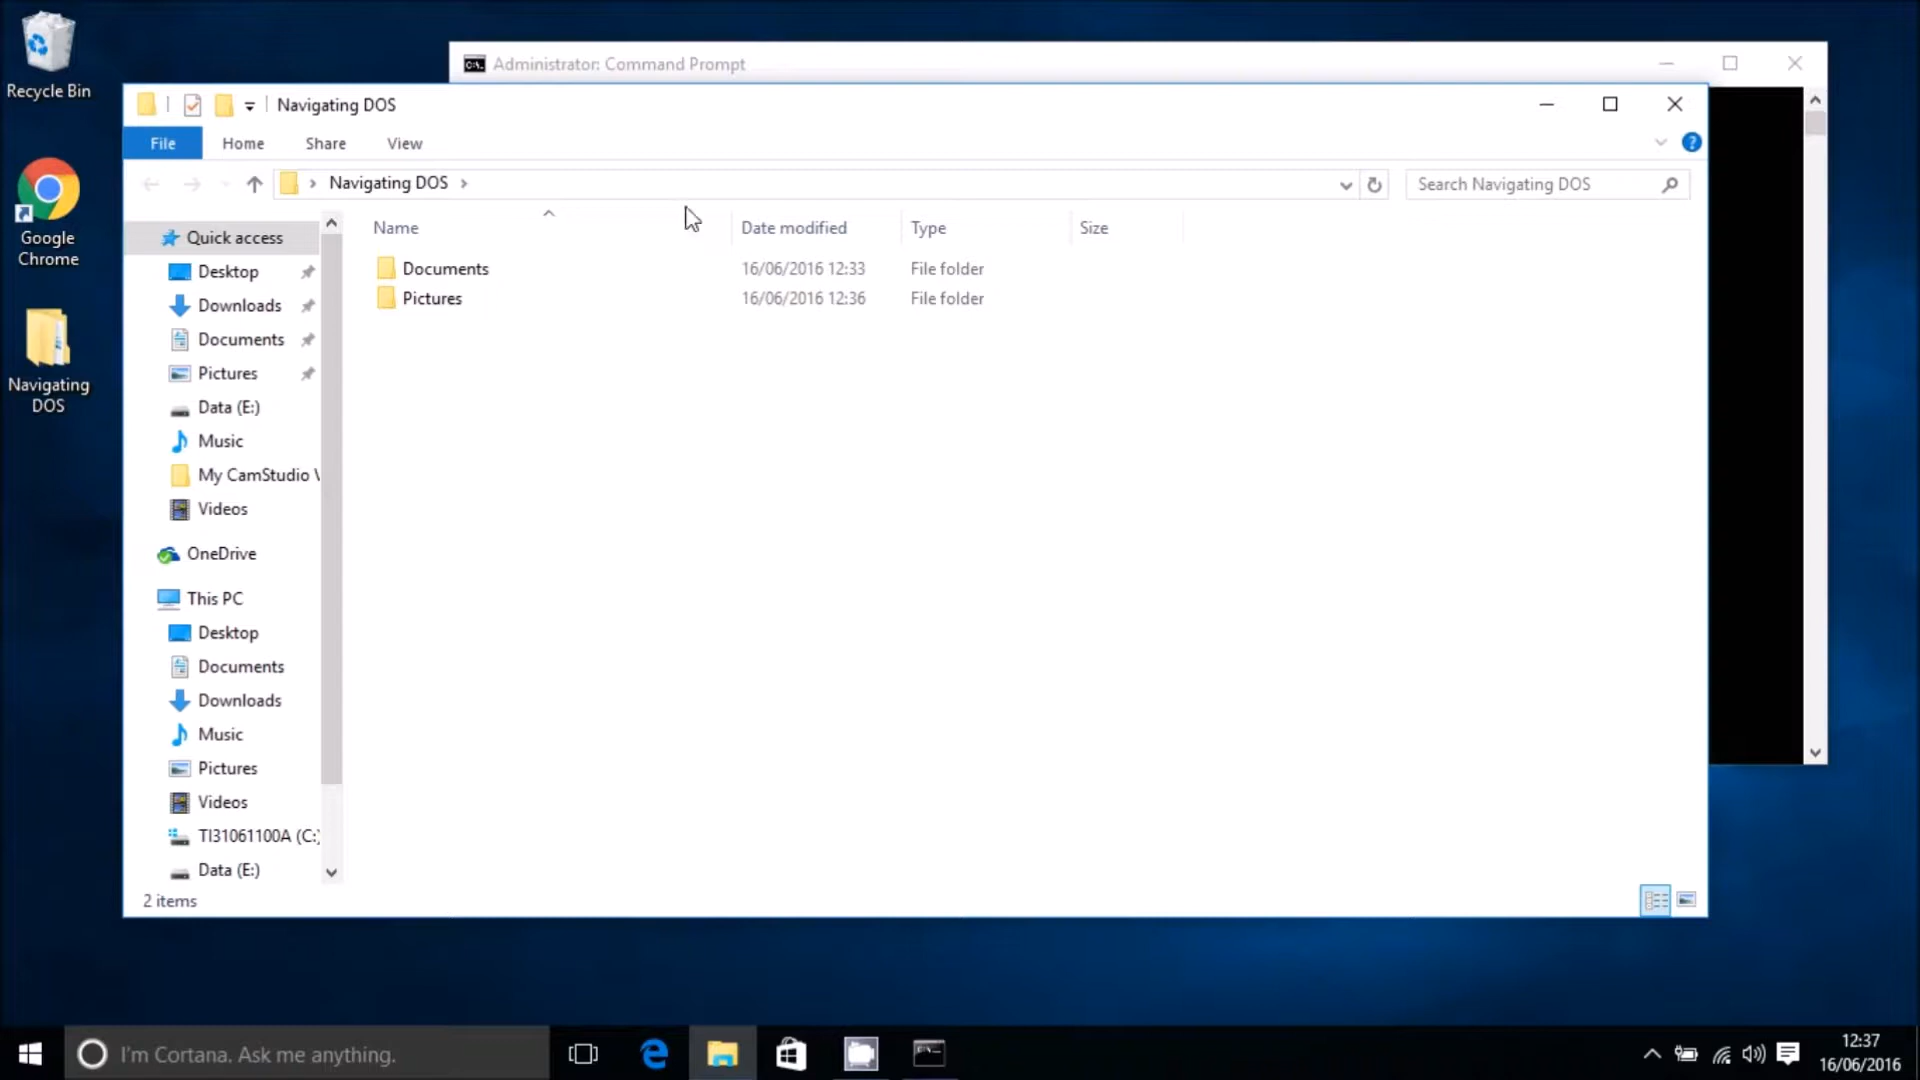 Recycle Bin
Google
Chrome
Navigating
DOS
Administrator: Command Prompt
Navigating DOS
File
Home
Share
View
Navigating DOS
Search Navigating DOS
Name
Date modified
Type
Size
Documents
16/06/2016 12:33
File folder
Pictures
16/06/2016 12:36
File folder
Quick access
Desktop
Downloads
Documents
Pictures
Data (E:)
Music
My CamStudio V
Videos
OneDrive
This PC
Desktop
Documents
Downloads
Music
Pictures
Videos
TI31061100A (C:)
Data (E:)
2 items
I'm Cortana. Ask me anything.
12:37
16/06/2016